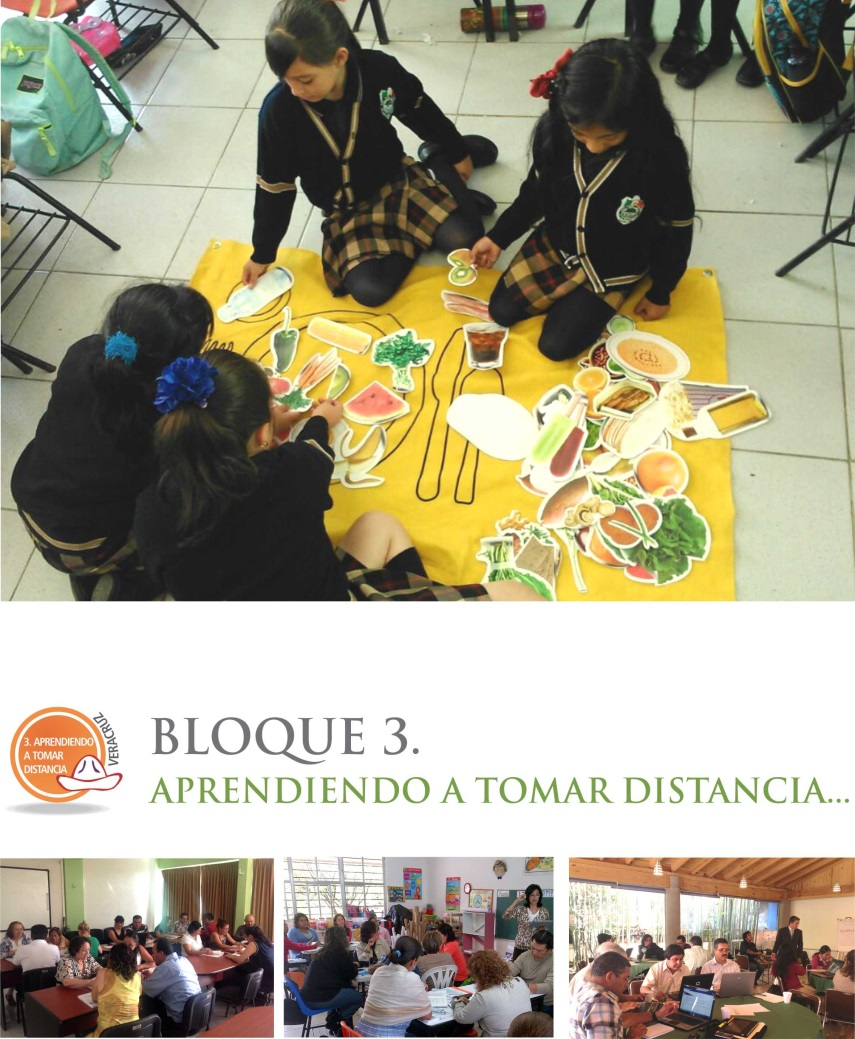 3. APRENDIENDO
A TOMAR
DISTANCIA
VERACRUZ
BLOQUE 3.
APRENDIENDO A TOMAR DISTANCIA...